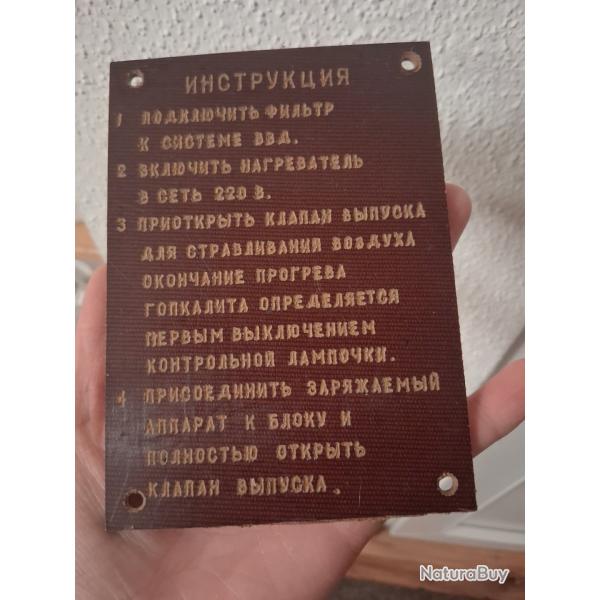 ИНСТРУКЦИЯ
1 ПОДКЛЮЧИТЬ ФИЛЬТР
К СИСТЕМЕ ВВД.
2 ВКЛЮЧИТЬ НАГРЕВАТЕЛЬ
В СЕТЬ 220 В.
3 ПРИОТКРЫТЬ КЛАПАН ВЫПУСКА
ДЛЯ СТРАВЛИВАНИЯ ВОЗДУХА
ОКОНЧАНИЕ ПРОГРЕВА
ГОПКАЛИТА ОПРЕДЕЛЯЕТСЯ
ПЕРВЫМ ВЫКЛЮЧЕНИЕМ
КОНТРОЛЬНОЙ ЛАМПОЧКИ.
4 ПРИСОЕДИНИТЬ ЗАРЯЖАЕМЫЙ
АППАРАТ К БЛОКУ И
ПОЛНОСТЬЮ ОТКРЫТЬ
КЛАПАН ВЫПУСКА.
NaturaBuy